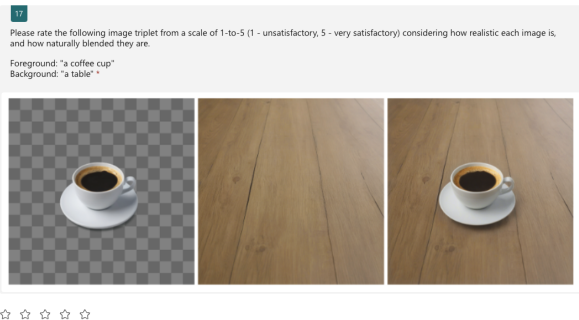 17
Please rate the following image triplet from a scale of 1-to-5 (1 - unsatisfactory, 5 - very satisfactory) considering how realistic each image is,
and how naturally blended they are.
Foreground: "a coffee cup"
Background: "a table" *